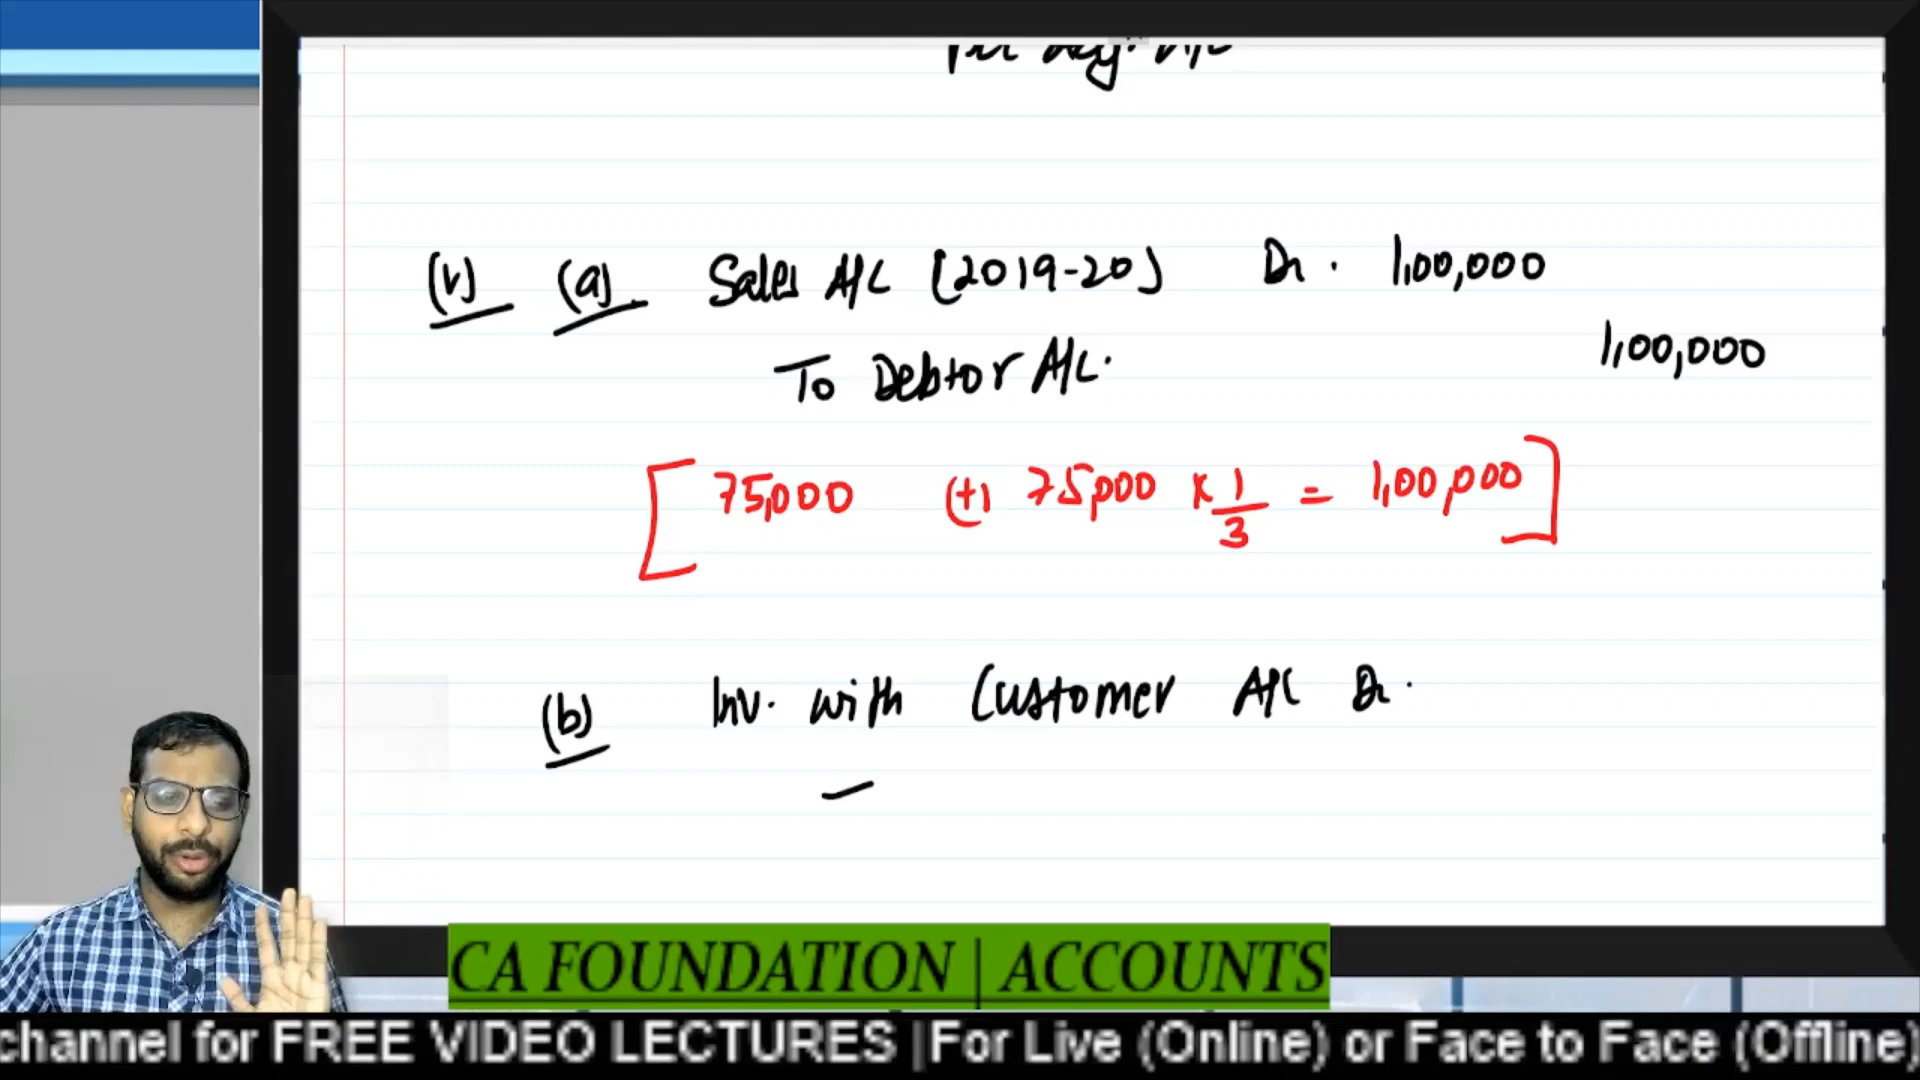 (v) (a) Sales A/c (2019-20) Dr. 1,00,000
To Debtor A/c. 1,00,000
[ 75,000 (+) 75,000 x 1/3 = 1,00,000 ]
(b) Inv. with Customer A/c Dr.
CA FOUNDATION | ACCOUNTS
channel for FREE VIDEO LECTURES | For Live (Online) or Face to Face (Offline)